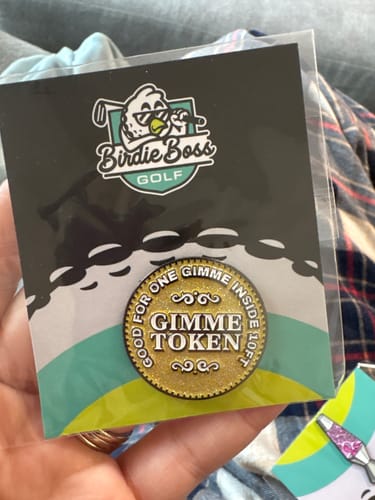 Birdie Boss
GOLF
GOOD FOR ONE GIMME INSIDE 10FT
GIMME
TOKEN